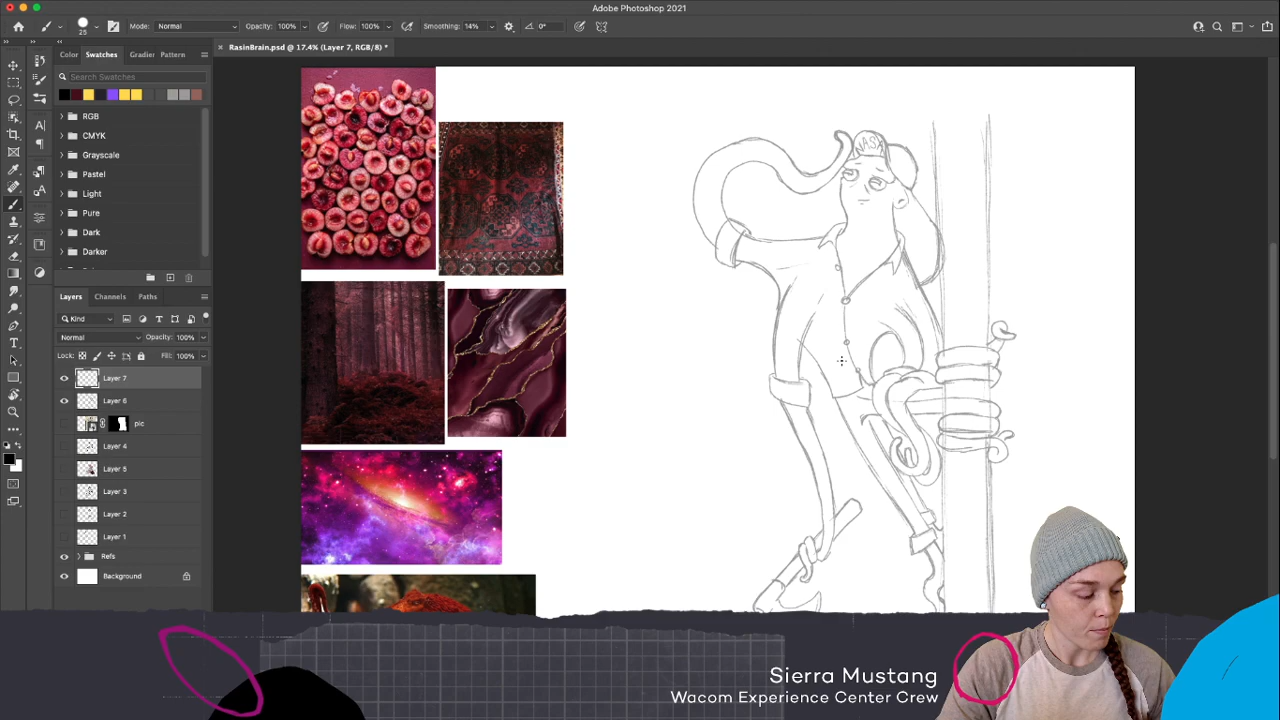 Adobe Photoshop 2021
25
Mode: Normal
Opacity: 100%
Flow: 100%
Smoothing: 14%
0°
× RasinBrain.psd @ 17.4% (Layer 7, RGB/8) *
Color Swatches Gradier Pattern
Search Swatches
RGB
CMYK
Grayscale
Pastel
Light
Pure
Dark
Darker
Layers Channels Paths
Kind
Normal Opacity: 100%
Lock: Fill: 100%
Layer 7
Layer 6
pic
Layer 4
Layer 5
Layer 3
Layer 2
Layer 1
Refs
Background
NASA
Sierra Mustang
Wacom Experience Center Crew